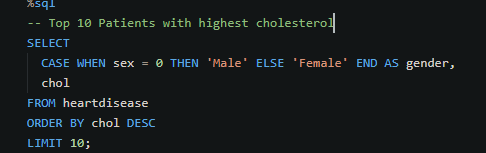 %sql
-- Top 10 Patients with highest cholesterol
SELECT
CASE WHEN sex = 0 THEN 'Male' ELSE 'Female' END AS gender,
chol
FROM heartdisease
ORDER BY chol DESC
LIMIT 10;